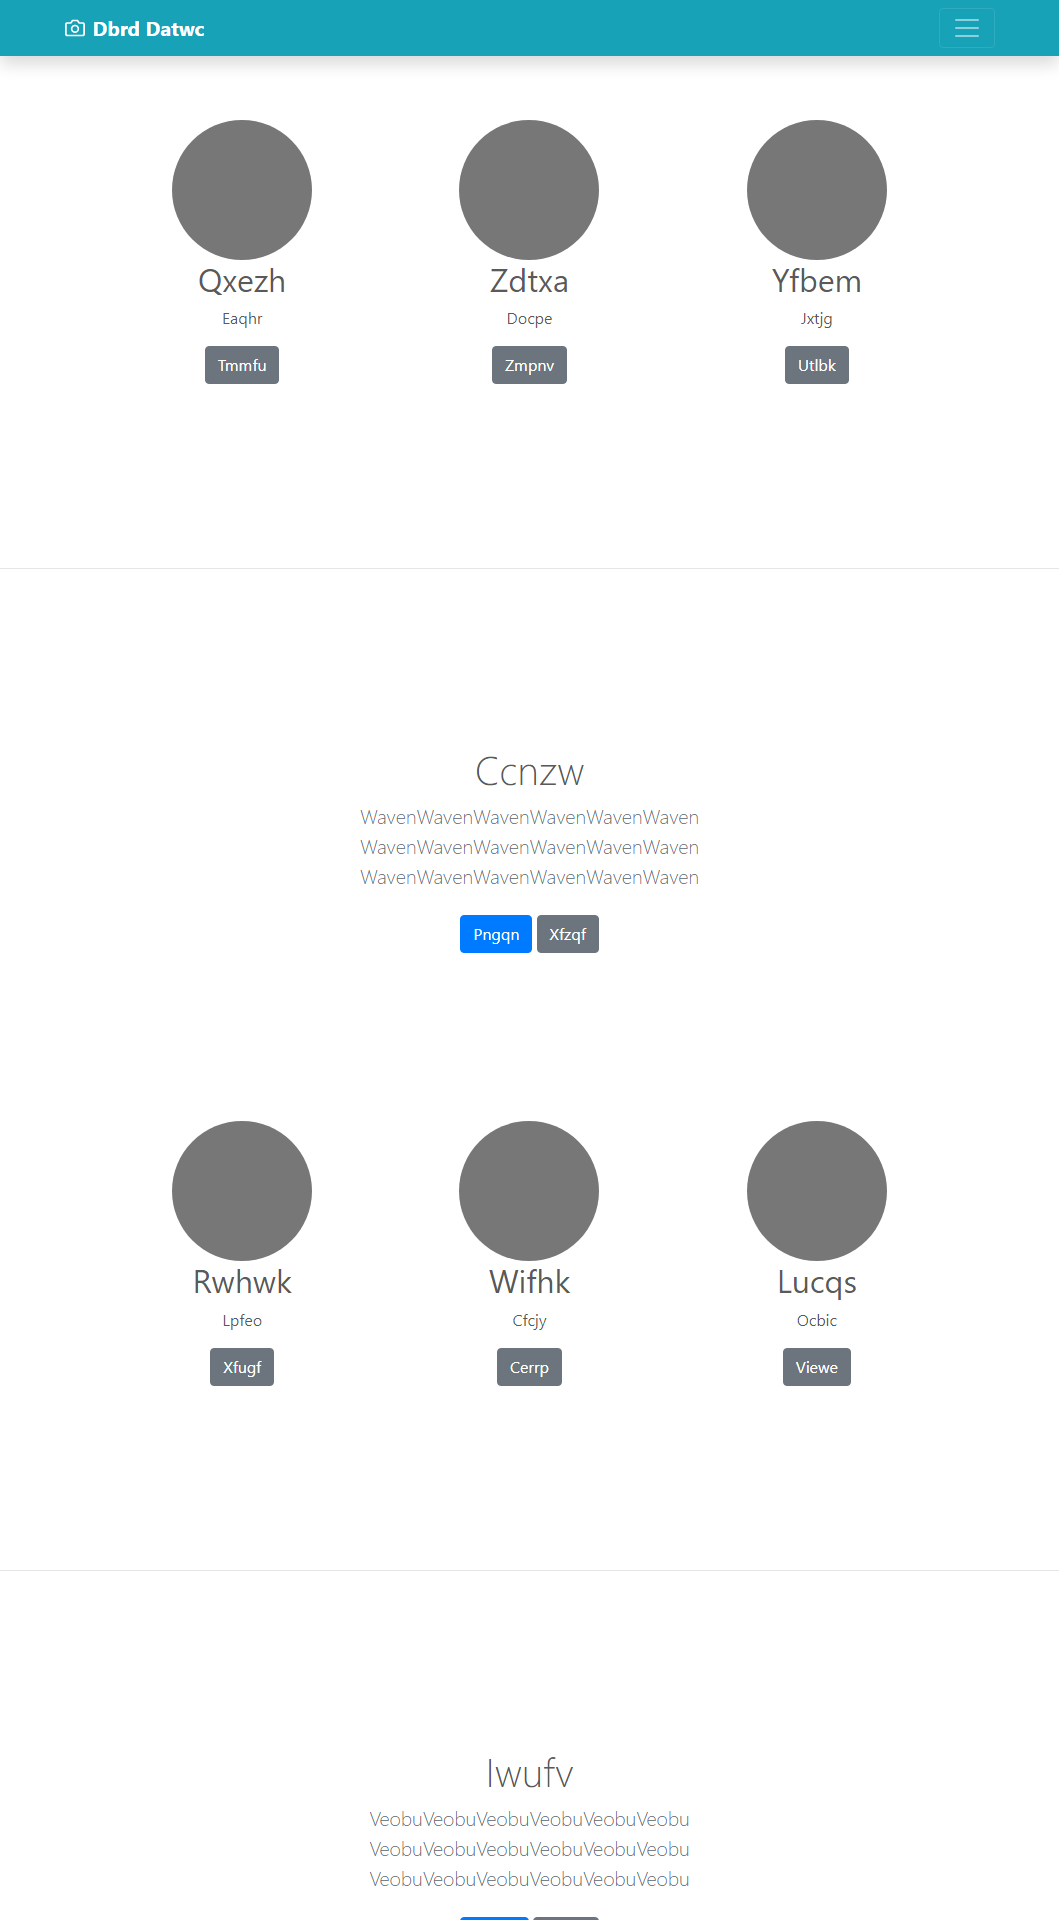 Dbrd Datwc
Qxezh
Zdtxa
Yfbem
Eaqhr
Docpe
Jxtjg
Tmmfu
Zmpnv
Utlbk
Ccnzw
WavenWavenWavenWavenWavenWaven
WavenWavenWavenWavenWavenWaven
WavenWavenWavenWavenWavenWaven
Pngqn
Xfzqf
Rwhwk
Wifhk
Lucqs
Lpfeo
Cfcjy
Ocbic
Xfugf
Cerrp
Viewe
Iwufv
VeobuVeobuVeobuVeobuVeobuVeobu
VeobuVeobuVeobuVeobuVeobuVeobu
VeobuVeobuVeobuVeobuVeobuVeobu